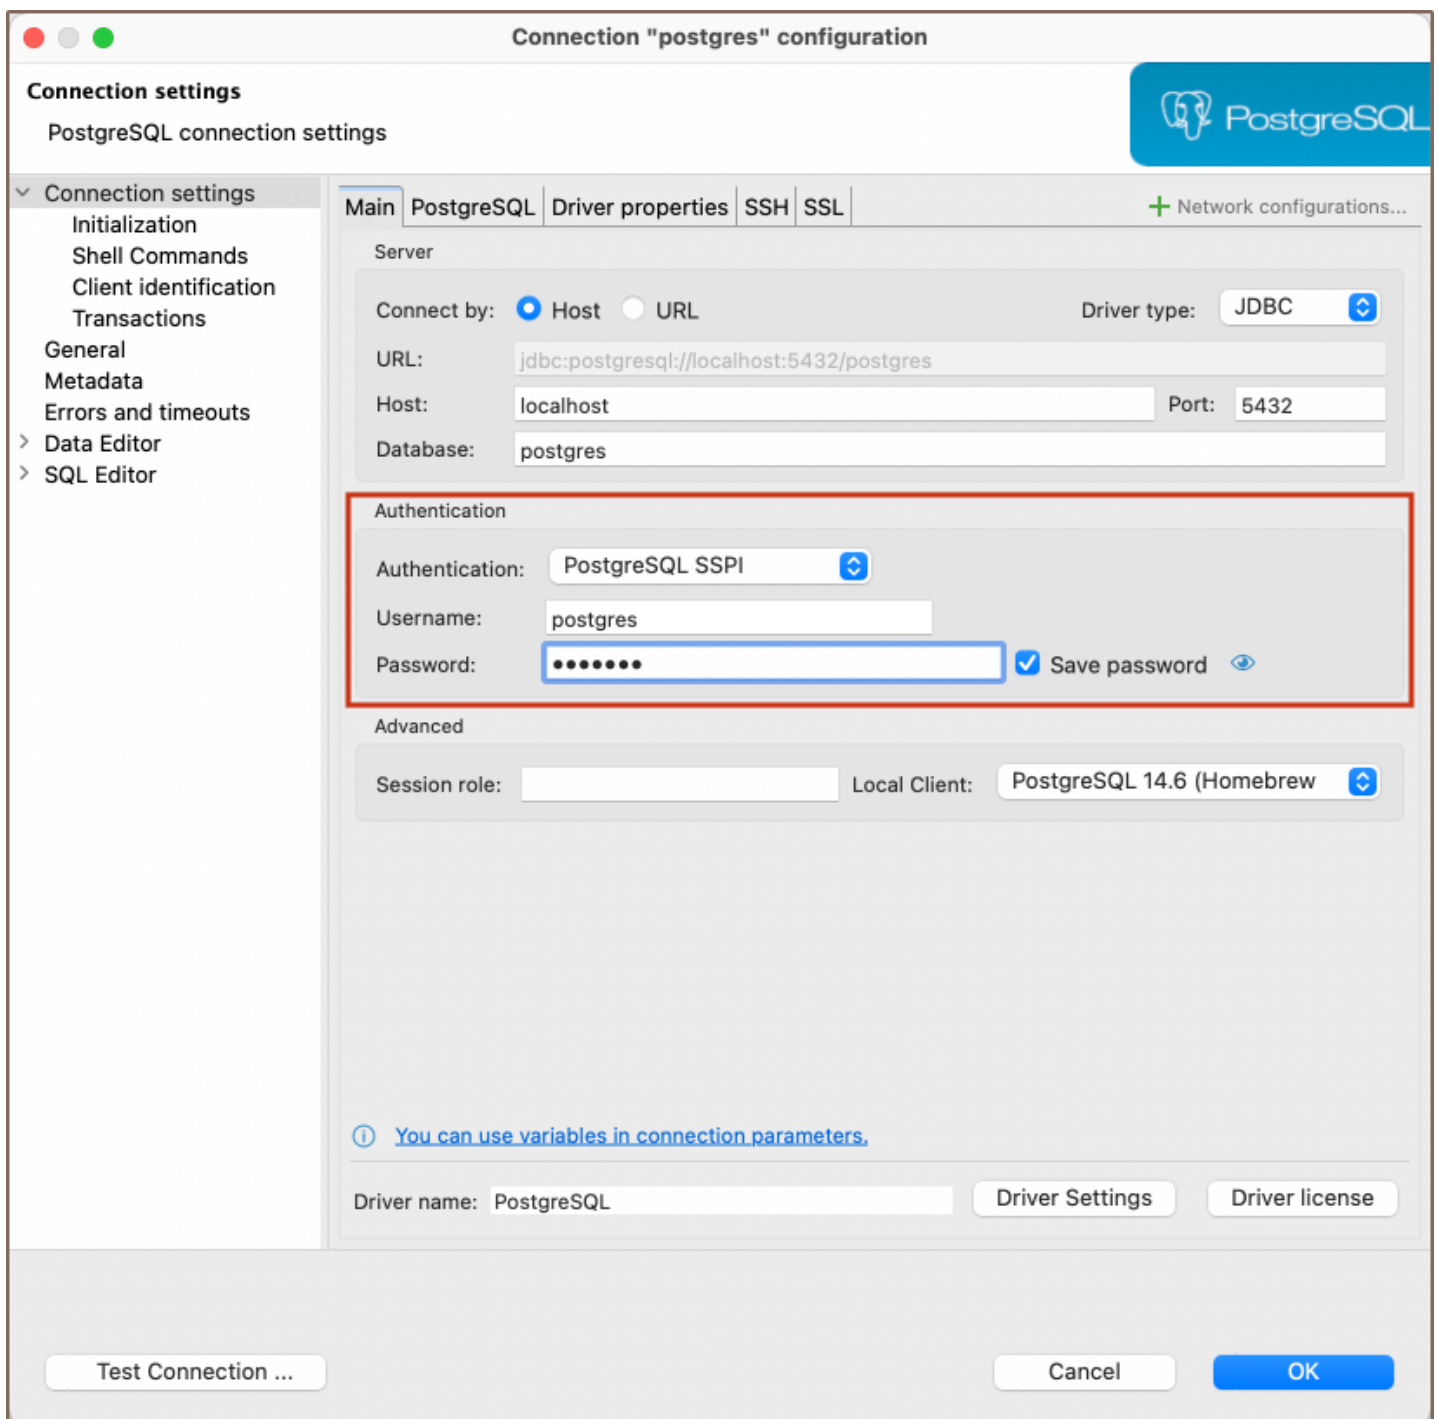 Connection "postgres" configuration
Connection settings
PostgreSQL connection settings
PostgreSQL
Connection settings
Initialization
Shell Commands
Client identification
Transactions
General
Metadata
Errors and timeouts
Data Editor
SQL Editor
Main PostgreSQL Driver properties SSH SSL Network configurations...
Server
Connect by: Host URL Driver type: JDBC
URL: jdbc:postgresql://localhost:5432/postgres
Host: localhost Port: 5432
Database: postgres
Authentication
Authentication: PostgreSQL SSPI
Username: postgres
Password: ••••••• Save password
Advanced
Session role: Local Client: PostgreSQL 14.6 (Homebrew
You can use variables in connection parameters.
Driver name: PostgreSQL Driver Settings Driver license
Test Connection ... Cancel OK